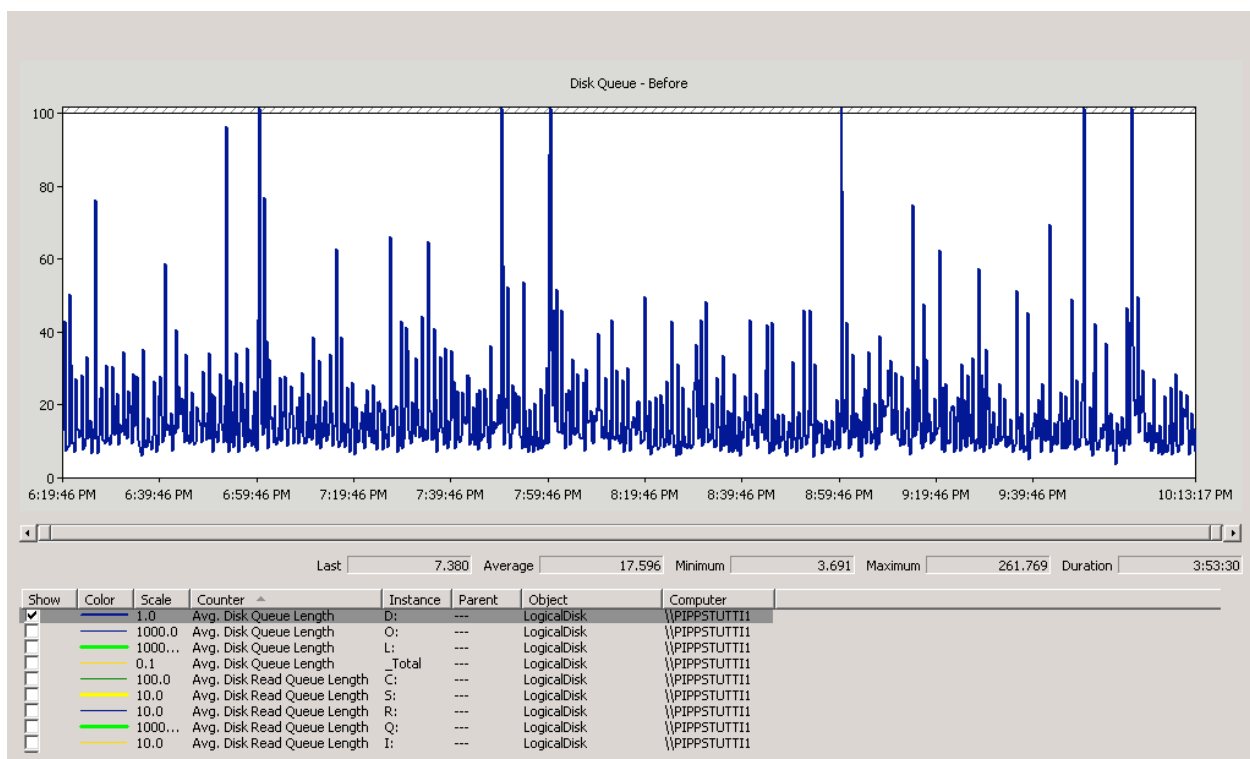 Disk Queue - Before
100
80
60
40
20
0
6:19:46 PM 6:39:46 PM 6:59:46 PM 7:19:46 PM 7:39:46 PM 7:59:46 PM 8:19:46 PM 8:39:46 PM 8:59:46 PM 9:19:46 PM 9:39:46 PM 10:13:17 PM
Last 7.380 Average 17.596 Minimum 3.691 Maximum 261.769 Duration 3:53:30
Show Color Scale Counter Instance Parent Object Computer
1.0 Avg. Disk Queue Length D: --- LogicalDisk \\PIPPSTUTTI1
1000.0 Avg. Disk Queue Length O: --- LogicalDisk \\PIPPSTUTTI1
1000... Avg. Disk Queue Length L: --- LogicalDisk \\PIPPSTUTTI1
0.1 Avg. Disk Queue Length _Total --- LogicalDisk \\PIPPSTUTTI1
100.0 Avg. Disk Read Queue Length C: --- LogicalDisk \\PIPPSTUTTI1
10.0 Avg. Disk Read Queue Length S: --- LogicalDisk \\PIPPSTUTTI1
10.0 Avg. Disk Read Queue Length R: --- LogicalDisk \\PIPPSTUTTI1
1000... Avg. Disk Read Queue Length Q: --- LogicalDisk \\PIPPSTUTTI1
10.0 Avg. Disk Read Queue Length I: --- LogicalDisk \\PIPPSTUTTI1